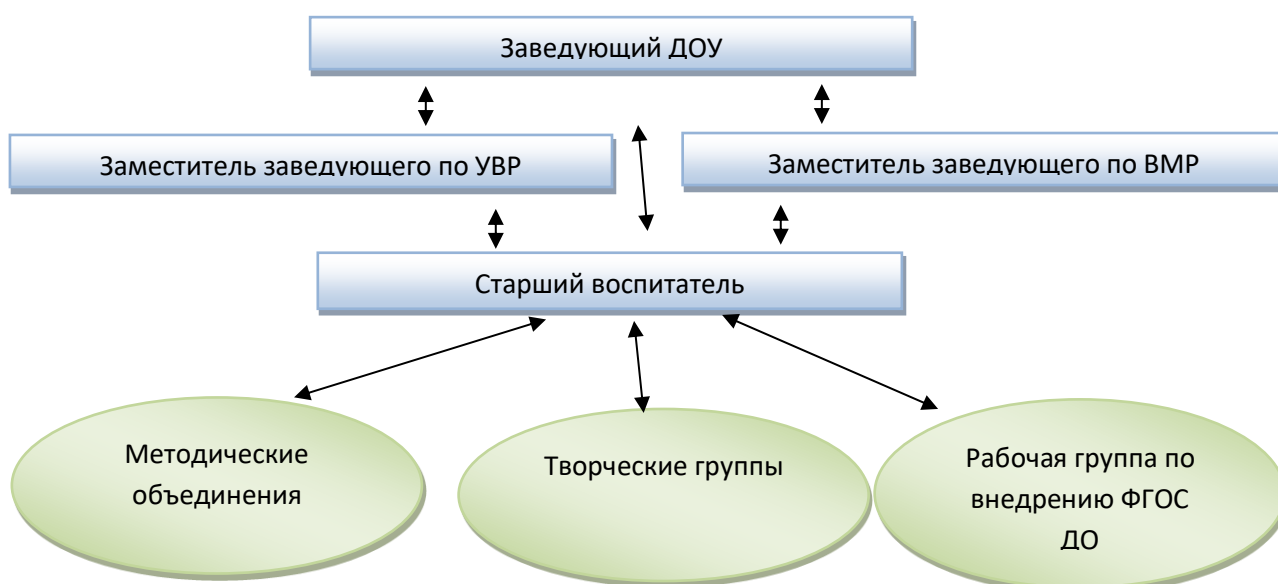 Заведующий ДОУ
Заместитель заведующего по УВР
Заместитель заведующего по ВМР
Старший воспитатель
Методические
объединения
Творческие группы
Рабочая группа по
внедрению ФГОС
ДО